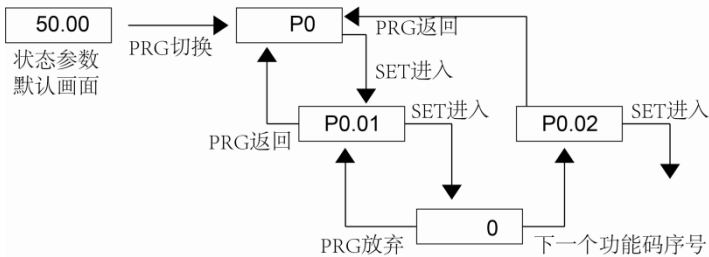 50.00
P0
PRG返回
PRG切换
状态参数
默认画面
SET进入
P0.01
SET进入
P0.02
SET进入
PRG返回
0
PRG放弃
下一个功能码序号